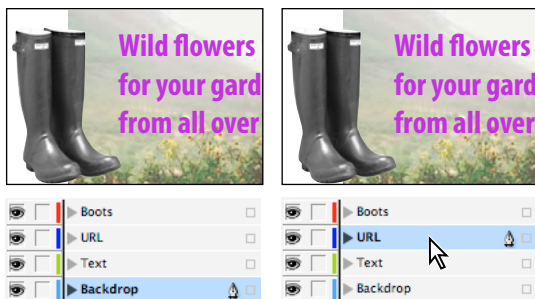 Wild flowers
for your gard
from all over
Wild flowers
for your gard
from all over
Boots
URL
Text
Backdrop
Boots
URL
Text
Backdrop